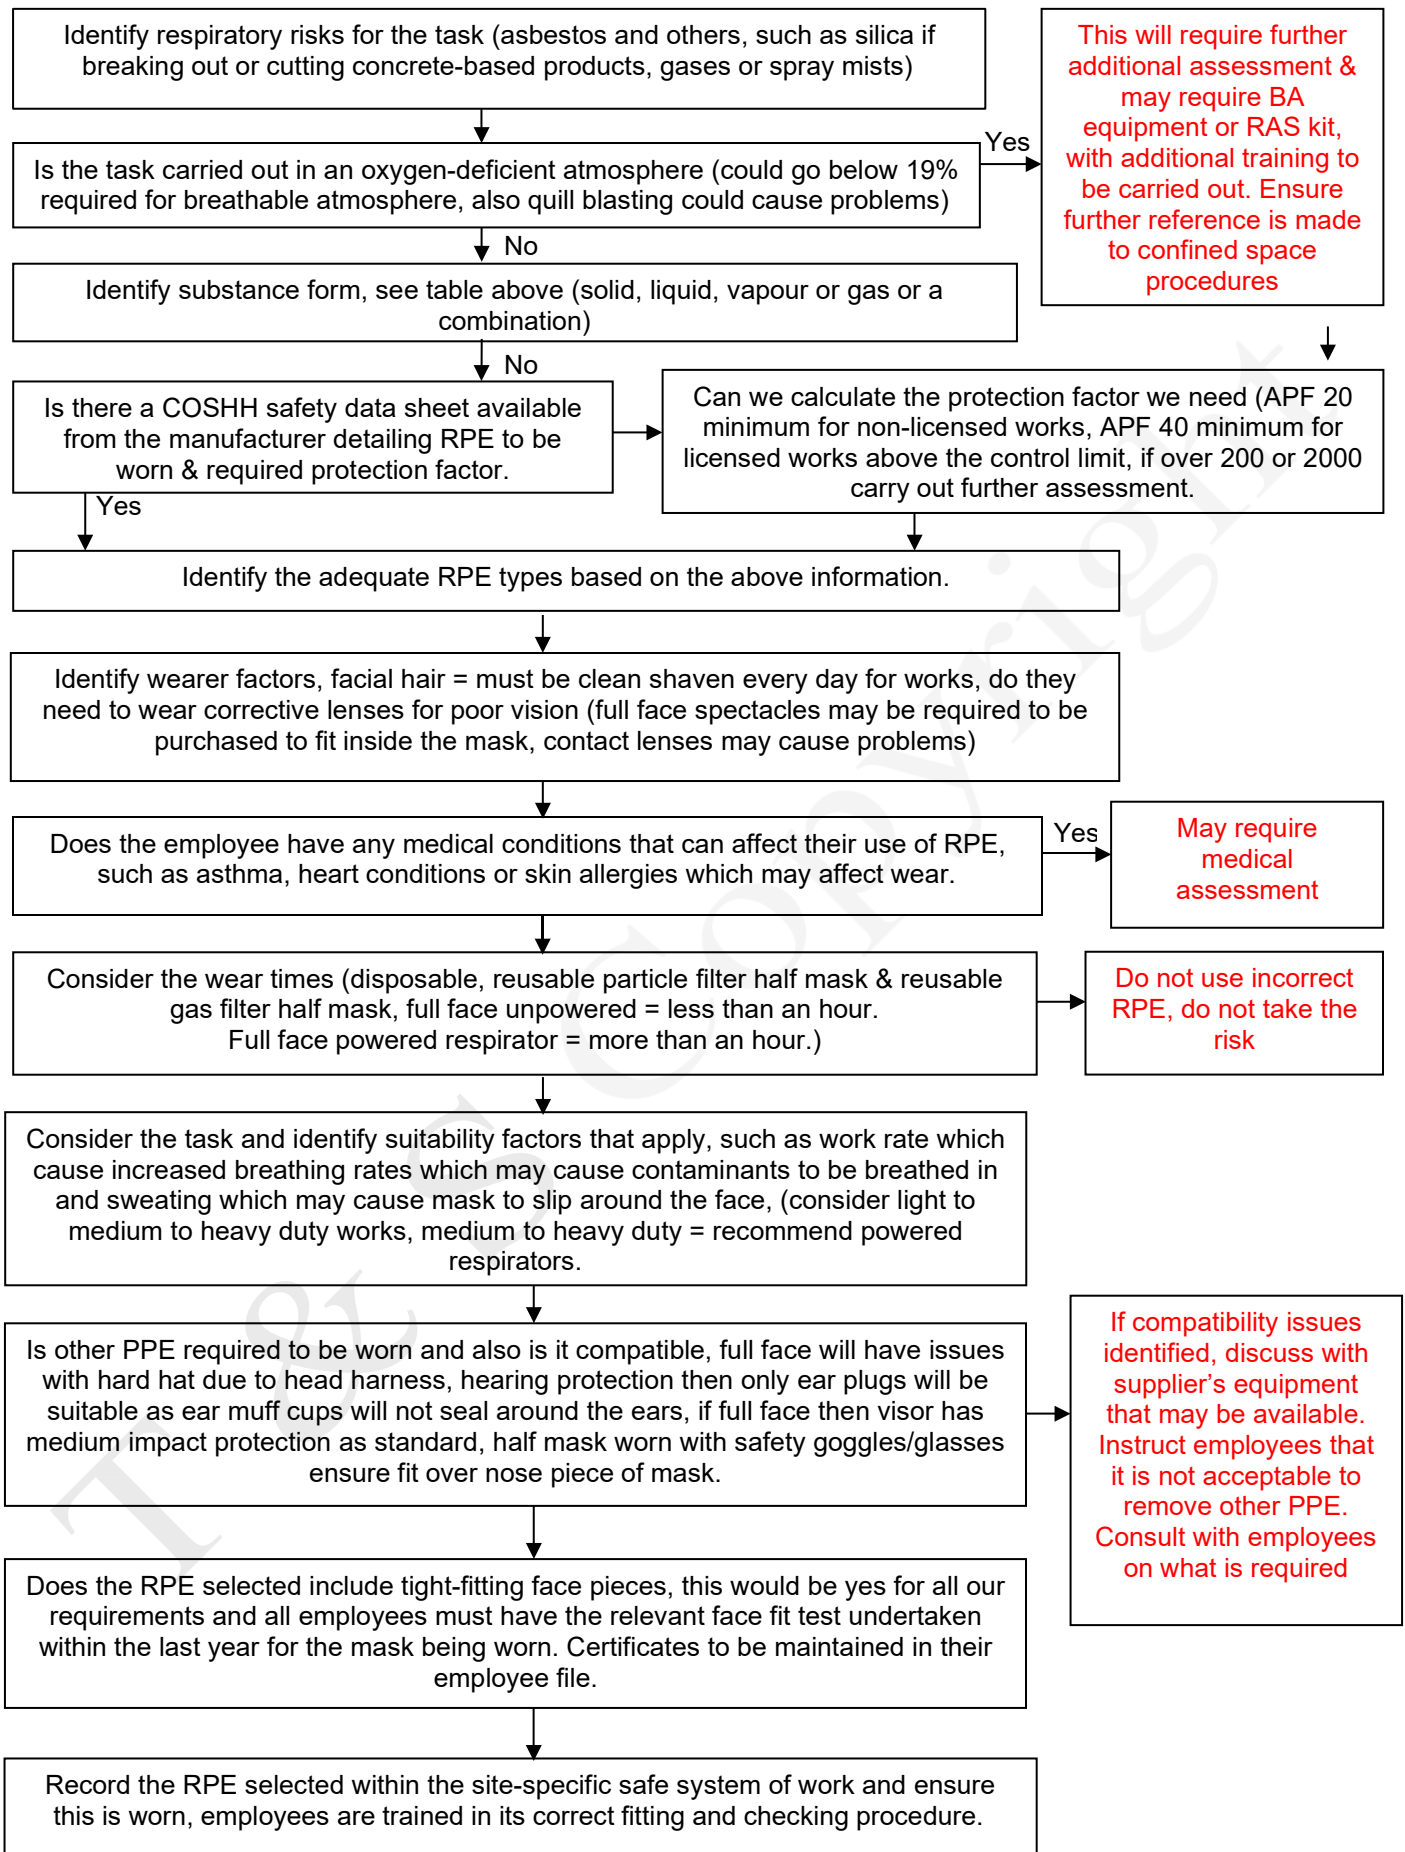 Identify respiratory risks for the task (asbestos and others, such as silica if
breaking out or cutting concrete-based products, gases or spray mists)
This will require further
additional assessment &
may require BA
equipment or RAS kit,
with additional training to
be carried out. Ensure
further reference is made
to confined space
procedures
Yes
Is the task carried out in an oxygen-deficient atmosphere (could go below 19%
required for breathable atmosphere, also quill blasting could cause problems)
No
Identify substance form, see table above (solid, liquid, vapour or gas or a
combination)
No
Is there a COSHH safety data sheet available
from the manufacturer detailing RPE to be
worn & required protection factor.
Can we calculate the protection factor we need (APF 20
minimum for non-licensed works, APF 40 minimum for
licensed works above the control limit, if over 200 or 2000
carry out further assessment.
Yes
Identify the adequate RPE types based on the above information.
Identify wearer factors, facial hair = must be clean shaven every day for works, do they
need to wear corrective lenses for poor vision (full face spectacles may be required to be
purchased to fit inside the mask, contact lenses may cause problems)
Does the employee have any medical conditions that can affect their use of RPE,
such as asthma, heart conditions or skin allergies which may affect wear.
Yes
May require
medical
assessment
Consider the wear times (disposable, reusable particle filter half mask & reusable
gas filter half mask, full face unpowered = less than an hour.
Full face powered respirator = more than an hour.)
Do not use incorrect
RPE, do not take the
risk
Consider the task and identify suitability factors that apply, such as work rate which
cause increased breathing rates which may cause contaminants to be breathed in
and sweating which may cause mask to slip around the face, (consider light to
medium to heavy duty works, medium to heavy duty = recommend powered
respirators.
Is other PPE required to be worn and also is it compatible, full face will have issues
with hard hat due to head harness, hearing protection then only ear plugs will be
suitable as ear muff cups will not seal around the ears, if full face then visor has
medium impact protection as standard, half mask worn with safety goggles/glasses
ensure fit over nose piece of mask.
If compatibility issues
identified, discuss with
supplier's equipment
that may be available.
Instruct employees that
it is not acceptable to
remove other PPE.
Consult with employees
on what is required
Does the RPE selected include tight-fitting face pieces, this would be yes for all our
requirements and all employees must have the relevant face fit test undertaken
within the last year for the mask being worn. Certificates to be maintained in their
employee file.
Record the RPE selected within the site-specific safe system of work and ensure
this is worn, employees are trained in its correct fitting and checking procedure.
T & S Copyright